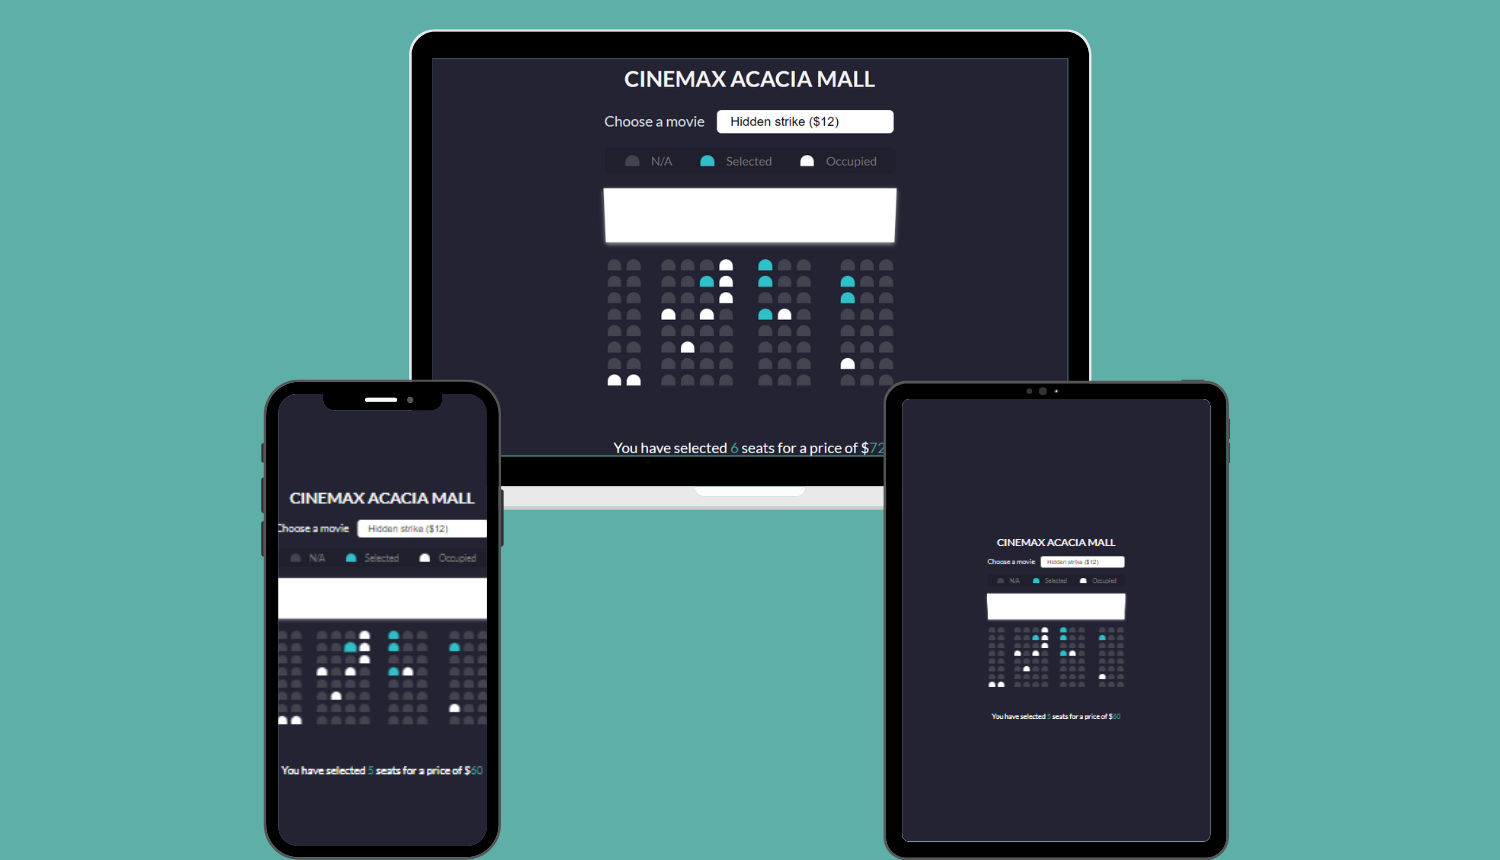 CINEMAX ACACIA MALL
Choose a movie Hidden strike ($12)
N/A Selected Occupied
You have selected 6 seats for a price of $72
CINEMAX ACACIA MALL
Choose a movie Hidden strike ($12)
N/A Selected Occupied
You have selected 5 seats for a price of $60
CINEMAX ACACIA MALL
Choose a movie Hidden strike ($12)
N/A Selected Occupied
You have selected 5 seats for a price of $60